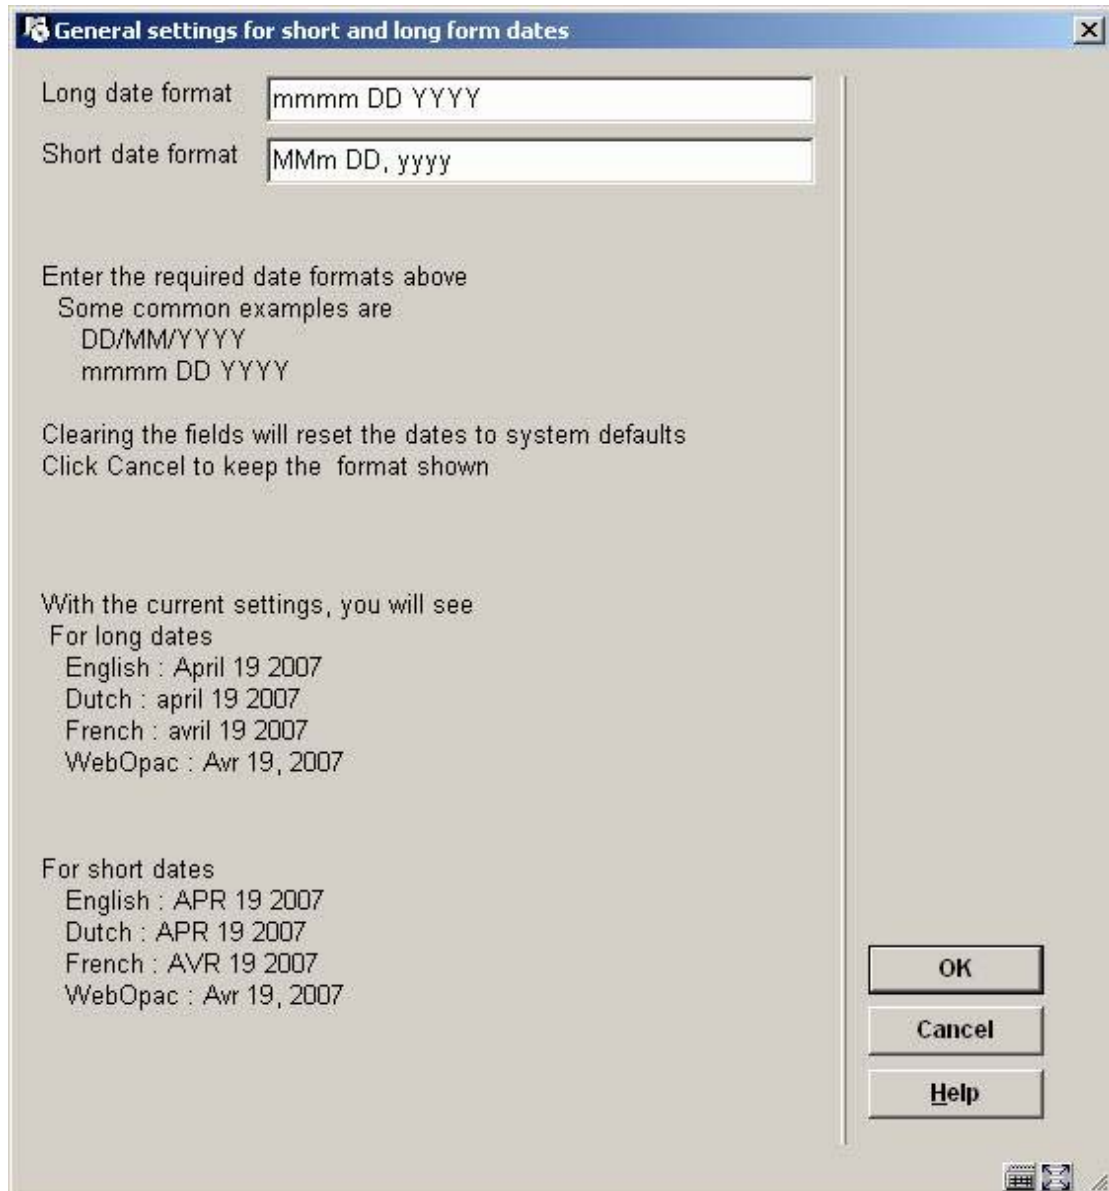 General settings for short and long form dates
Long date format mmmm DD YYYY
Short date format MMm DD, yyyy
Enter the required date formats above
Some common examples are
DD/MM/YYYY
mmmm DD YYYY
Clearing the fields will reset the dates to system defaults
Click Cancel to keep the format shown
With the current settings, you will see
For long dates
English : April 19 2007
Dutch : april 19 2007
French : avril 19 2007
WebOpac : Avr 19, 2007
For short dates
English : APR 19 2007
Dutch : APR 19 2007
French : AVR 19 2007
WebOpac : Avr 19, 2007
OK
Cancel
Help